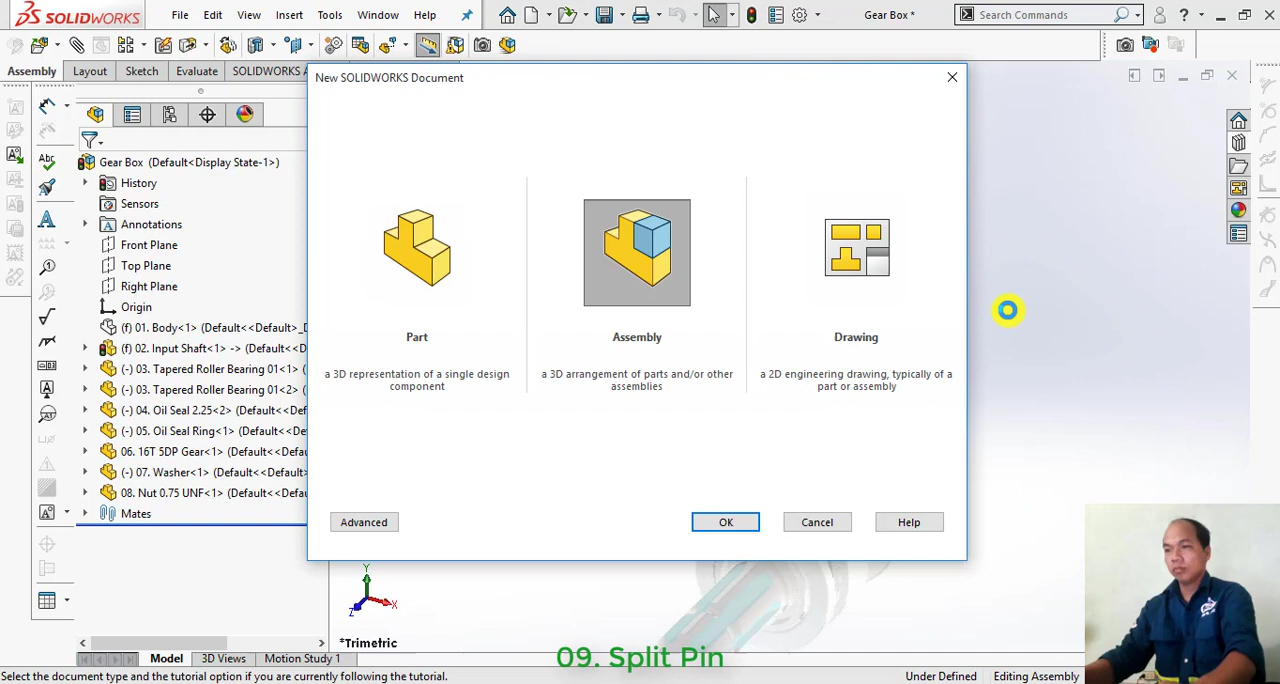 SOLIDWORKS
File Edit View Insert Tools Window Help
Gear Box *
Search Commands
?
Assembly Layout Sketch Evaluate SOLIDWORKS A
New SOLIDWORKS Document
Gear Box (Default<Display State-1>)
History
Sensors
Annotations
Front Plane
Top Plane
Right Plane
Origin
(f) 01. Body<1> (Default<<Default>_D
(f) 02. Input Shaft<1> -> (Default<<D
(-) 03. Tapered Roller Bearing 01<1> (
(-) 03. Tapered Roller Bearing 01<2> (
(-) 04. Oil Seal 2.25<2> (Default<<Def
(-) 05. Oil Seal Ring<1> (Default<<De
06. 16T 5DP Gear<1> (Default<<Defa
(-) 07. Washer<1> (Default<<Default
08. Nut 0.75 UNF<1> (Default<<Defa
Mates
Part
a 3D representation of a single design
component
Assembly
a 3D arrangement of parts and/or other
assemblies
Drawing
a 2D engineering drawing, typically of a
part or assembly
Advanced OK Cancel Help
Abc
Y
X
Z
*Trimetric
Model 3D Views Motion Study 1
09. Split Pin
Select the document type and the tutorial option if you are currently following the tutorial.
Under Defined Editing Assembly